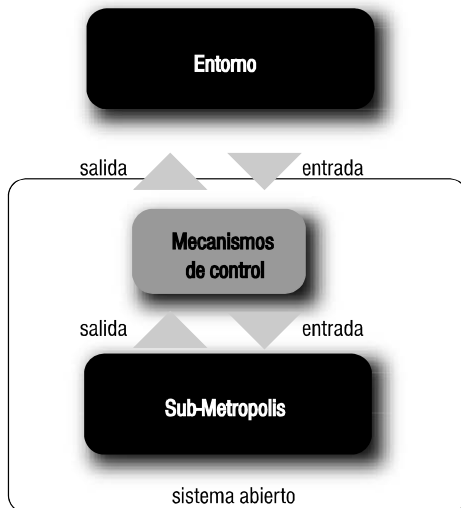 Entorno
salida entrada
Mecanismos
de control
salida entrada
Sub-Metropolis
sistema abierto